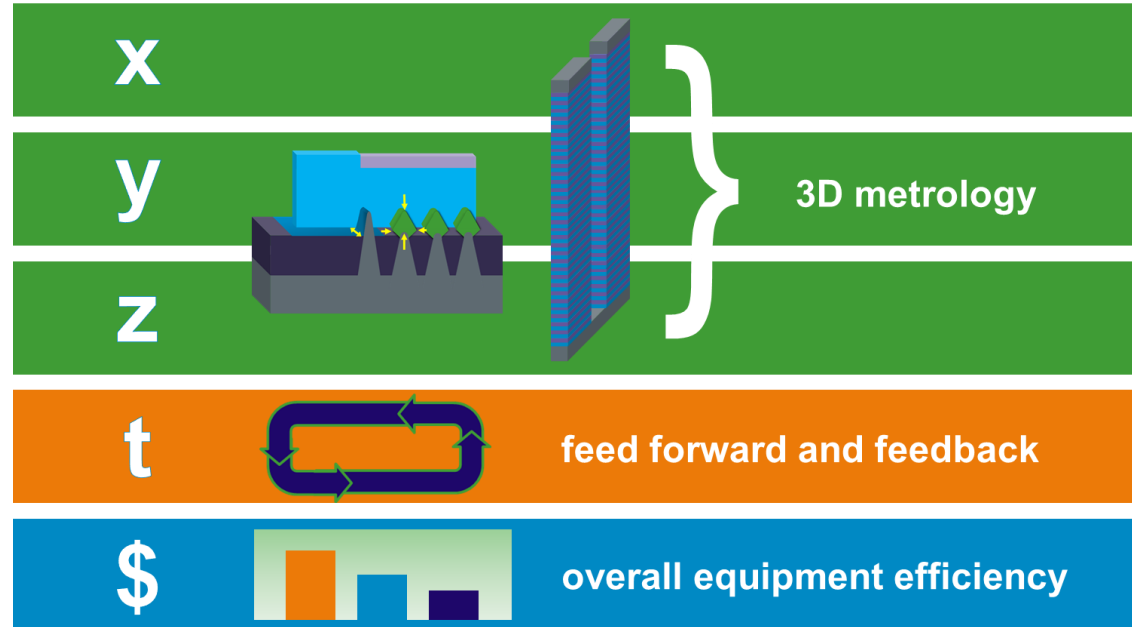 x
y
3D metrology
z
t
feed forward and feedback
$
overall equipment efficiency